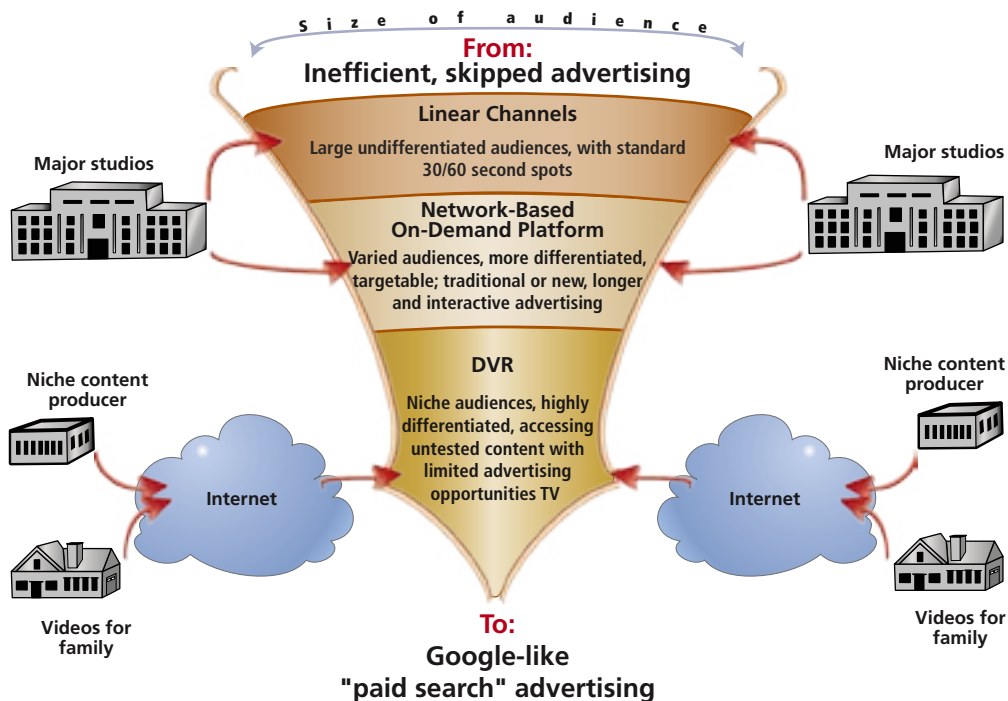 Size of audience
From:
Inefficient, skipped advertising
Linear Channels
Large undifferentiated audiences, with standard
30/60 second spots
Major studios
Major studios
Network-Based
On-Demand Platform
Varied audiences, more differentiated,
targetable; traditional or new, longer
and interactive advertising
DVR
Niche audiences, highly
differentiated, accessing
untested content with
limited advertising
opportunities TV
Niche content
producer
Internet
Videos for
family
Niche content
producer
Internet
Videos for
family
To:
Google-like
"paid search" advertising